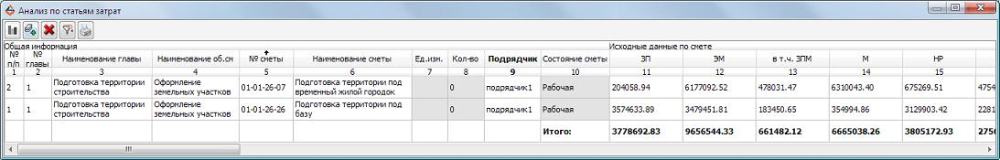 Анализ по статьям затрат
Общая информация Исходные данные по смете
№ п/п № главы Наименование главы Наименование об.см № сметы Наименование сметы Ед.изм. Кол-во Подрядчик Состояние сметы ЗП ЭМ в т.ч. ЗПМ М НР
1 2 3 4 5 6 7 8 9 10 11 12 13 14 15
2 1 Подготовка территории строительства Оформление земельных участков 01-01-26-07 Подготовка территории под временный жилой городок 0 подрядчик1 Рабочая 204058.94 6177092.52 478031.47 6310043.40 675269.51 4754
1 1 Подготовка территории строительства Оформление земельных участков 01-01-26-26 Подготовка территории под базу 0 подрядчик1 Рабочая 3574633.89 3479451.81 183450.65 354994.86 3129903.42 2281
Итого: 3778692.83 9656544.33 661482.12 6665038.26 3805172.93 2756